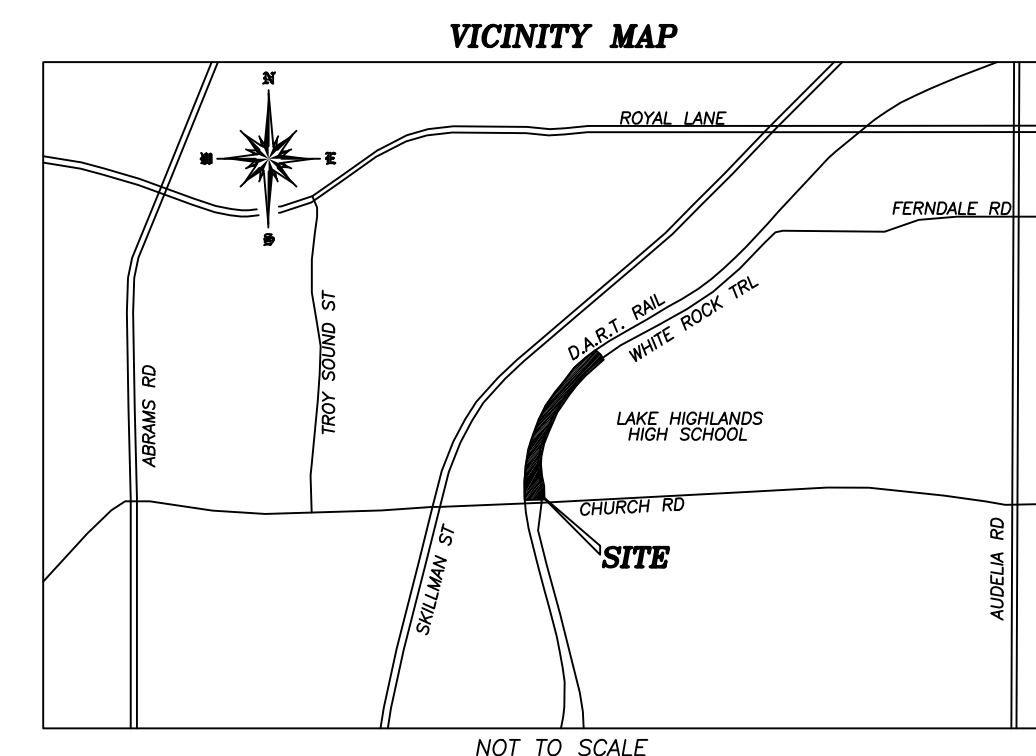 VICINITY MAP
N
W
E
S
ROYAL LANE
FERNDALE RD
D.A.R.T. RAIL
WHITE ROCK TRL
TROY SOUND ST
ABRAMS RD
LAKE HIGHLANDS
HIGH SCHOOL
CHURCH RD
SITE
SKILLMAN ST
AUDELIA RD
NOT TO SCALE